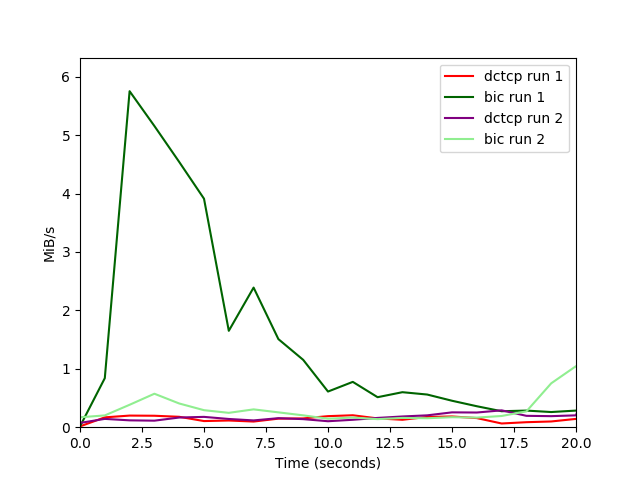 dctcp run 1
bic run 1
dctcp run 2
bic run 2
MiB/s
6
5
4
3
2
1
0
0.0 2.5 5.0 7.5 10.0 12.5 15.0 17.5 20.0
Time (seconds)